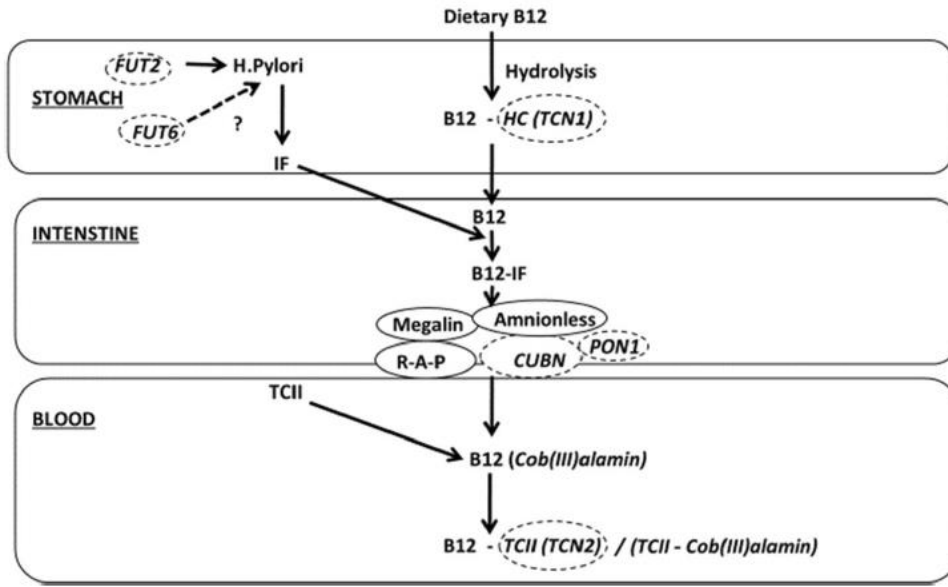 Dietary B12
FUT2
H.Pylori
Hydrolysis
STOMACH
B12 - HC (TCN1)
FUT6
?
IF
B12
INTENSTINE
B12-IF
Megalin
Amnionless
PON1
R-A-P
CUBN
TCII
BLOOD
B12 (Cob(III)alamin)
B12 - TCII (TCN2) / (TCII - Cob(III)alamin)